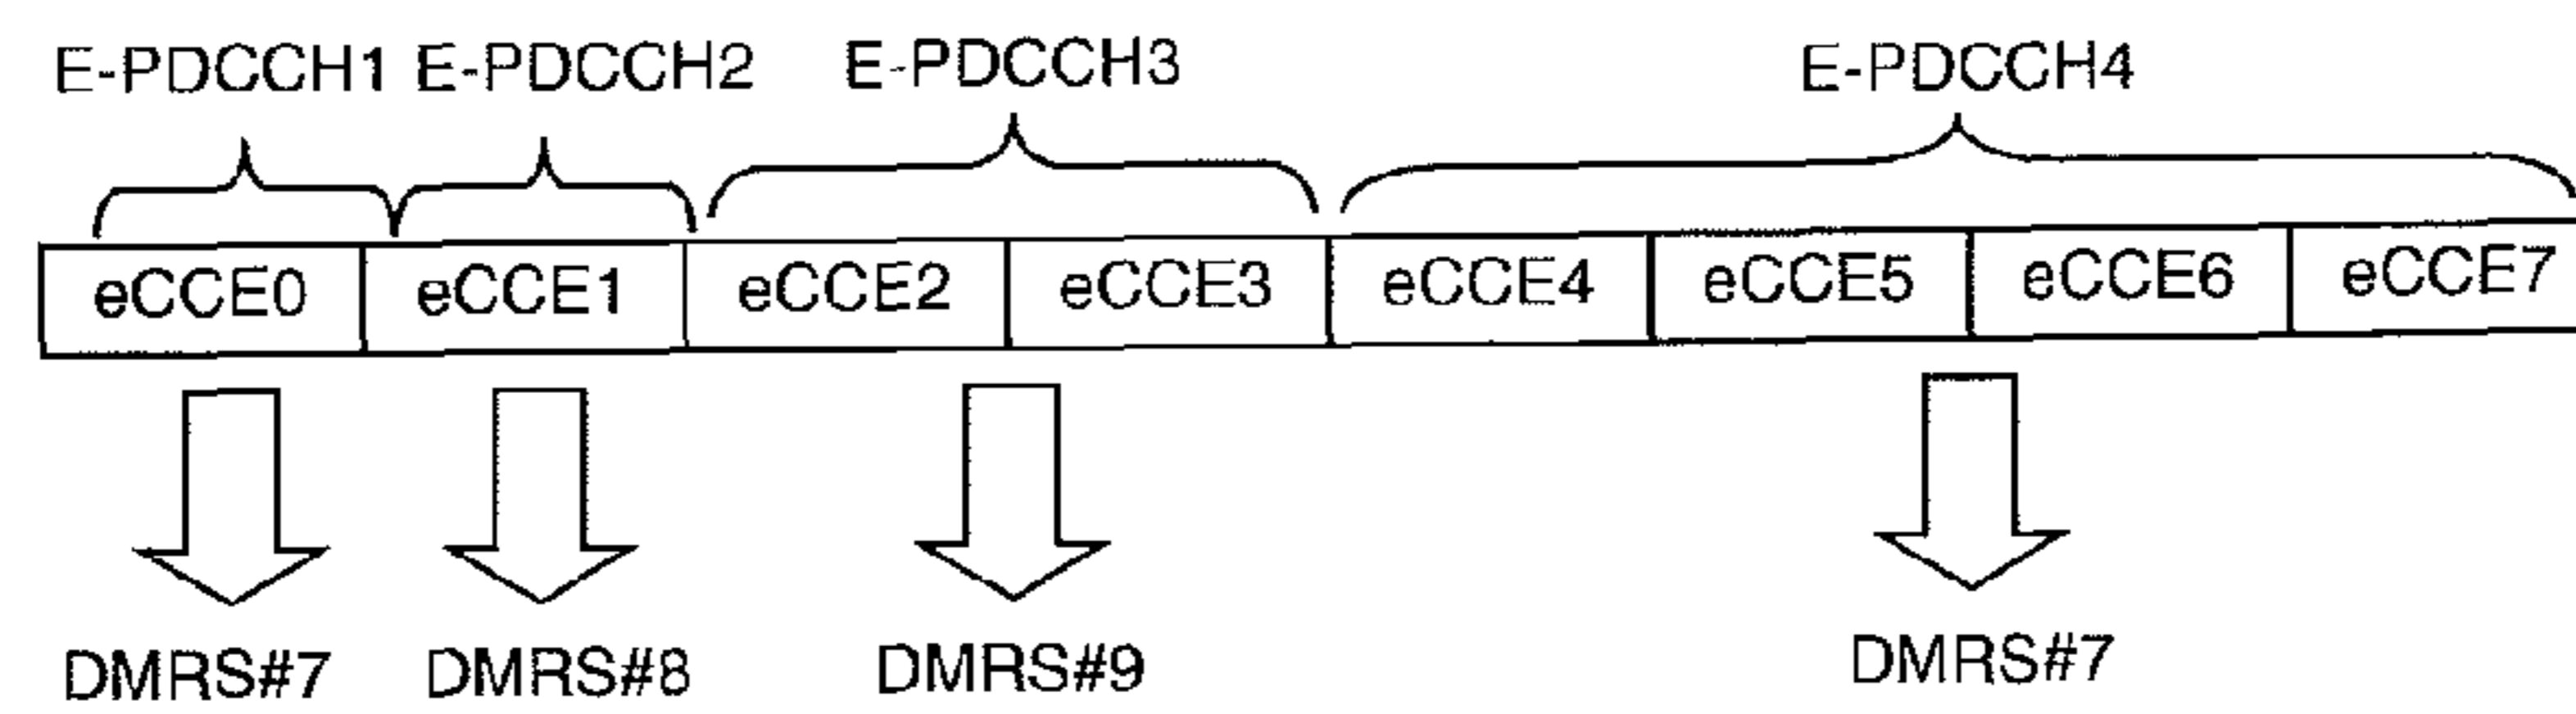 E-PDCCH1 E-PDCCH2 E-PDCCH3 E-PDCCH4
eCCE0 eCCE1 eCCE2 eCCE3 eCCE4 eCCE5 eCCE6 eCCE7
DMRS#7 DMRS#8 DMRS#9 DMRS#7